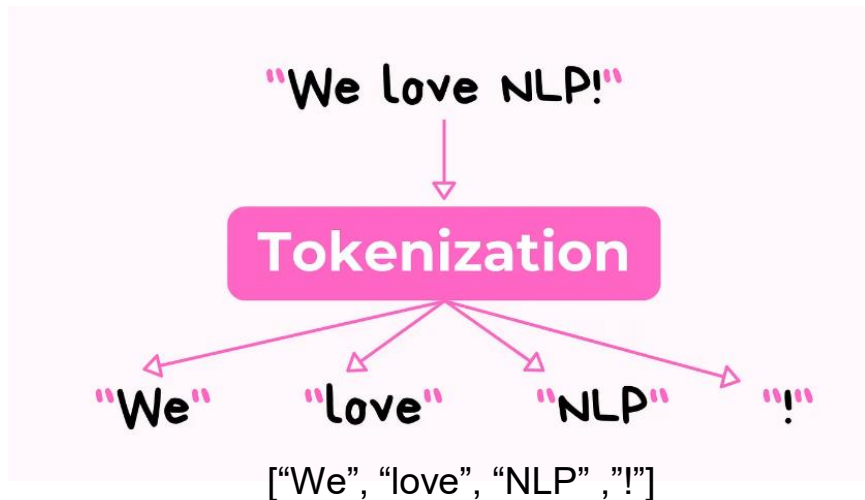 "We love NLP!"
Tokenization
"We" "love" "NLP" "!"
[“We”, “love”, “NLP” ,”!”]